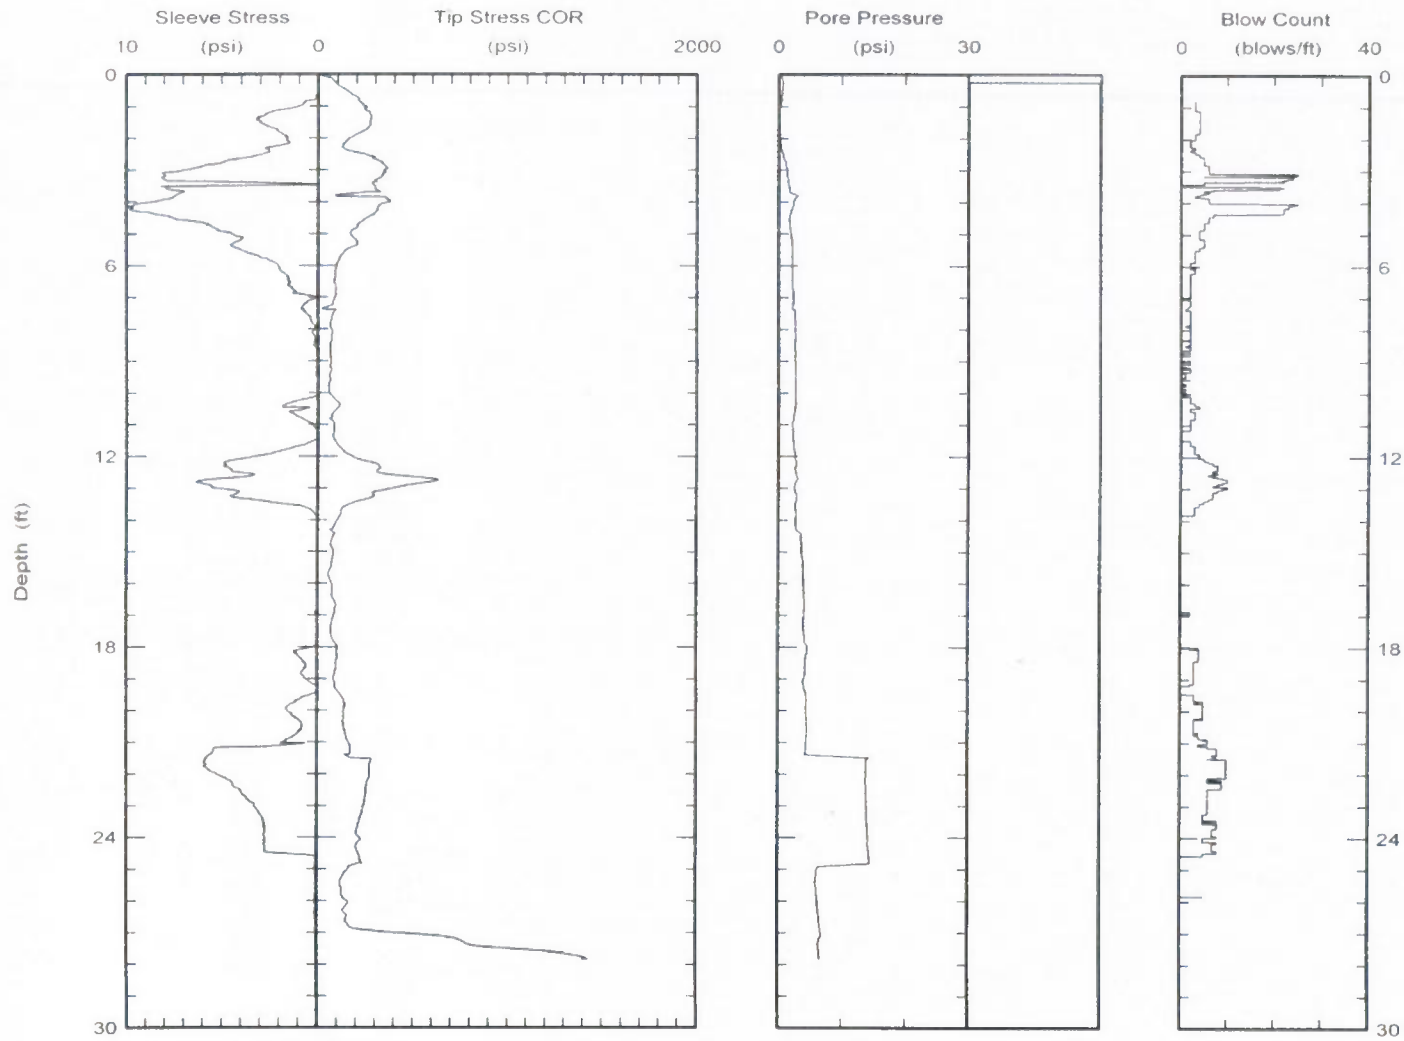 Sleeve Stress Tip Stress COR Pore Pressure Blow Count
(psi) (psi) (psi) (blows/ft)
10 0 2000 0 30 0 40
0 0
6 6
12 12
Depth (ft)
18 18
24 24
30 30